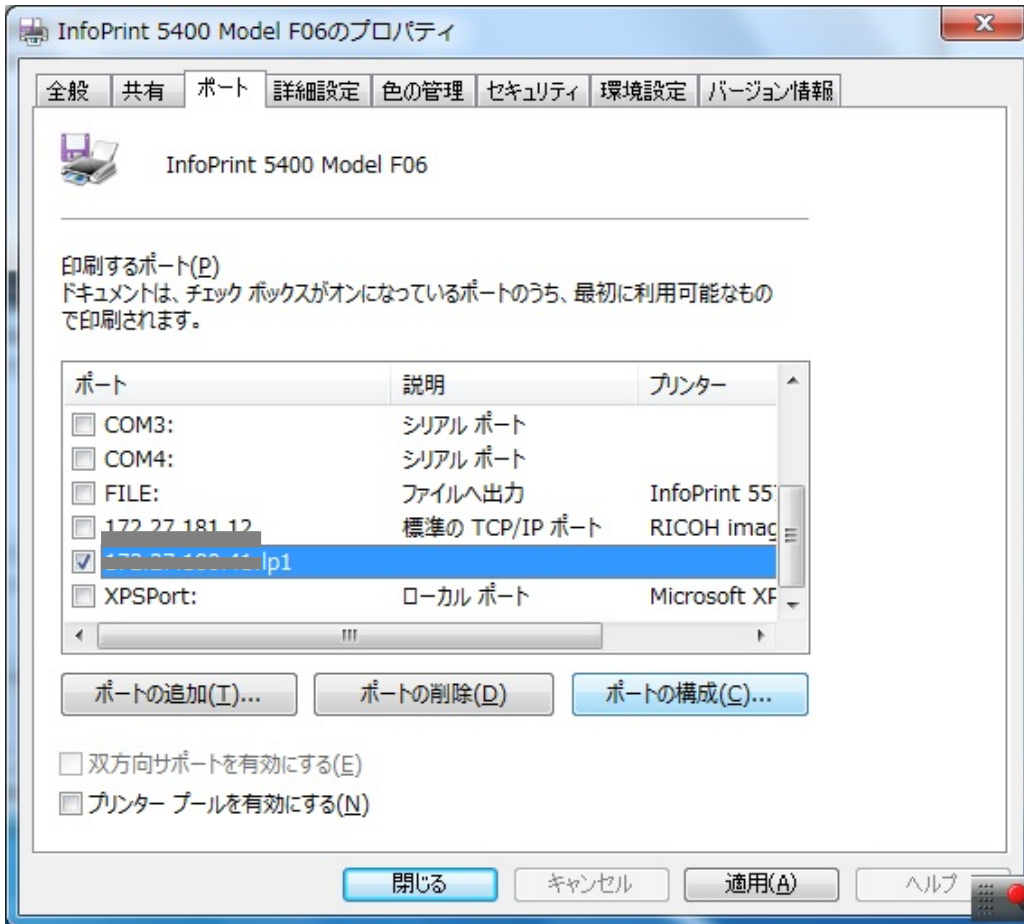 InfoPrint 5400 Model F06のプロパティ
全般 共有 ポート 詳細設定 色の管理 セキュリティ 環境設定 バージョン情報
InfoPrint 5400 Model F06
印刷するポート(P)
ドキュメントは、チェック ボックスがオンになっているポートのうち、最初に利用可能なもの
で印刷されます。
ポート 説明 プリンター
COM3: シリアル ポート
COM4: シリアル ポート
FILE: ファイルへ出力 InfoPrint 55
標準の TCP/IP ポート RICOH imag
lp1
XPSPort: ローカル ポート Microsoft XF
ポートの追加(T)... ポートの削除(D) ポートの構成(C)...
双方向サポートを有効にする(E)
プリンター プールを有効にする(N)
閉じる キャンセル 適用(A) ヘルプ